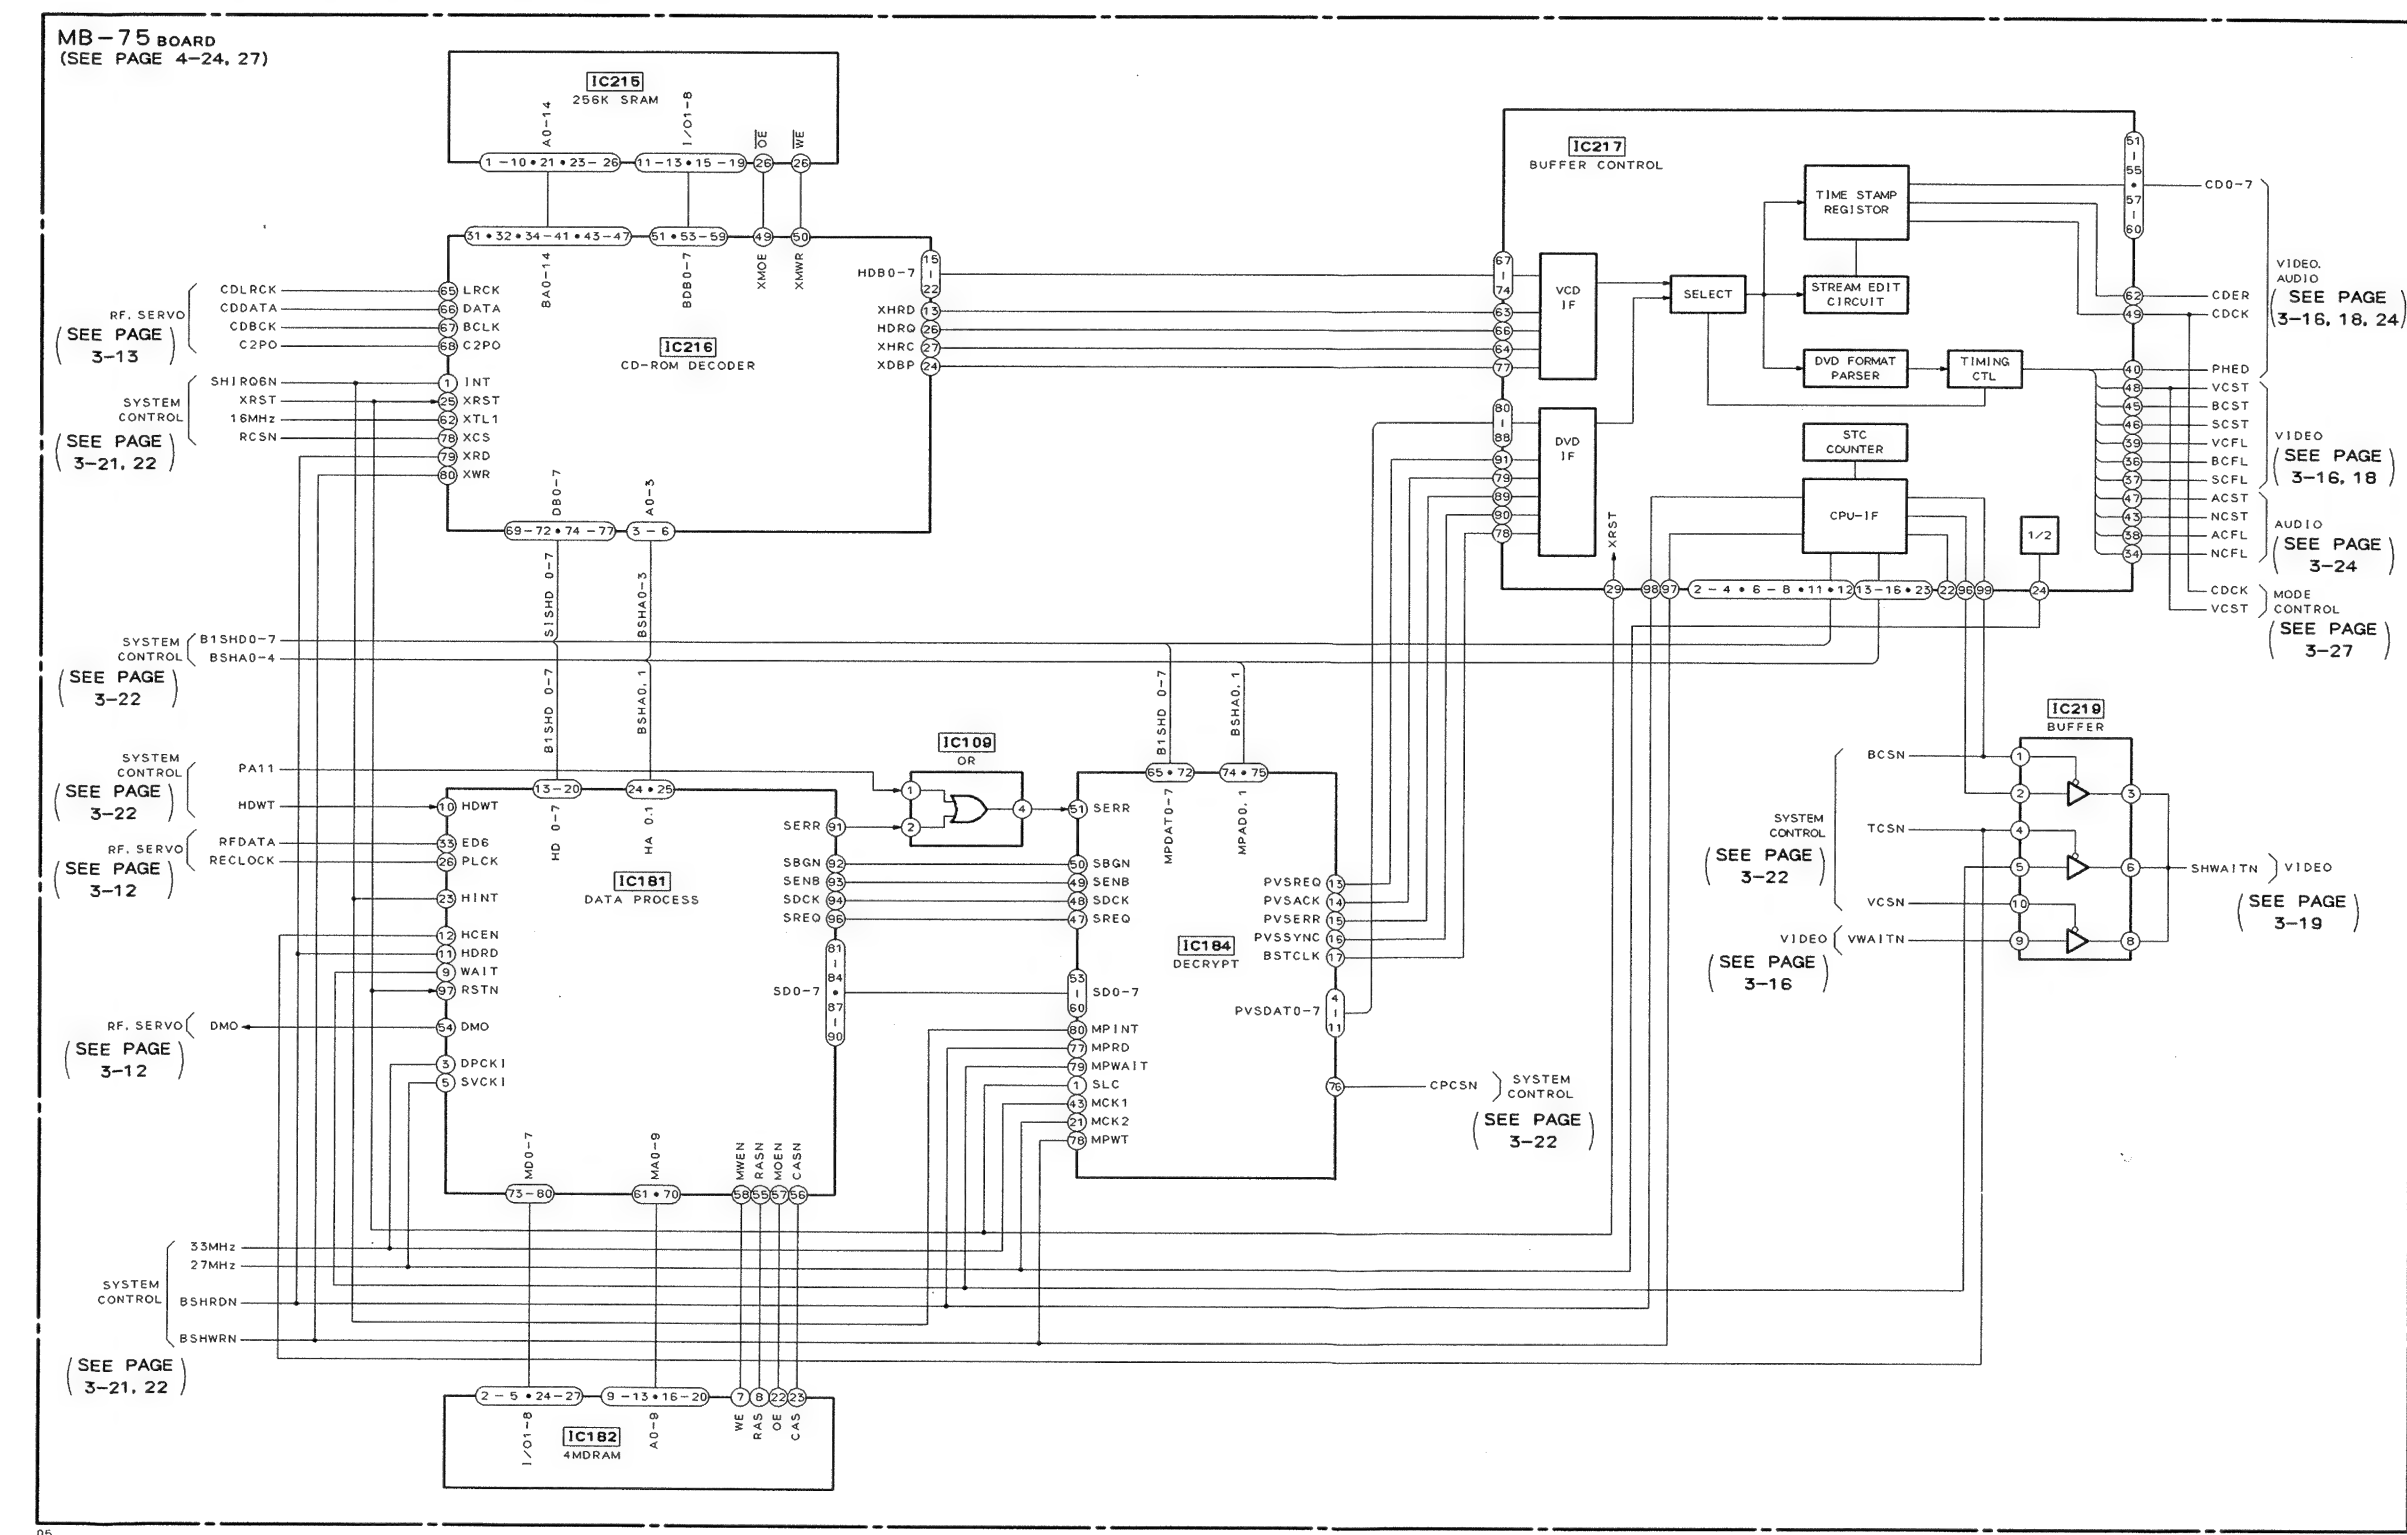 MB-75 BOARD
(SEE PAGE 4-24, 27)
IC215
256K SRAM
A0-14
I/O1-8
OE
WE
1 -10•21•23- 26
11-13•15 -19
26
26
31•32•34-41•43-47
51•53-59
49
50
BA0-14
BDB0-7
XMOE
XMWR
IC216
CD-ROM DECODER
RF, SERVO
(SEE PAGE 3-13)
CDLRCK 65 LRCK
CDDATA 66 DATA
CDBCK 67 BCLK
C2PO 68 C2PO
SYSTEM CONTROL
(SEE PAGE 3-21, 22)
SHIRQ6N 1 INT
XRST 25 XRST
16MHz 62 XTL1
RCSN 78 XCS
79 XRD
80 XWR
HDB0-7 15 I 22
XHRD 13
HDRQ 26
XHRC 27
XDBP 24
DB0-7
A0-3
69-72•74 -77
3 - 6
S1SHD 0-7
BSHA0-3
SYSTEM CONTROL
B1SHD0-7
BSHA0-4
(SEE PAGE 3-22)
B1SHD 0-7
BSHA0, 1
IC217
BUFFER CONTROL
67 I 74
63
66
64
77
VCD IF
80 I 88
91
79
89
90
78
DVD IF
SELECT
TIME STAMP REGISTOR
STREAM EDIT CIRCUIT
DVD FORMAT PARSER
TIMING CTL
STC COUNTER
CPU-IF
1/2
XRST
29
98
97
2 - 4 • 6 - 8 • 11 • 12
13-16 • 23
22
96
99
24
51 I 55 • 57 I 60 CD0-7
62 CDER
49 CDCK
40 PHED
VIDEO, AUDIO
(SEE PAGE 3-16, 18, 24)
48 VCST
45 BCST
46 SCST
39 VCFL
36 BCFL
37 SCFL
VIDEO
(SEE PAGE 3-16, 18)
47 ACST
43 NCST
38 ACFL
34 NCFL
AUDIO
(SEE PAGE 3-24)
CDCK
VCST
MODE CONTROL
(SEE PAGE 3-27)
SYSTEM CONTROL
PA11
HDWT
(SEE PAGE 3-22)
RF, SERVO
RFDATA
RECLOCK
(SEE PAGE 3-12)
13-20
24 • 25
HD 0-7
HA 0,1
10 HDWT
33 ED6
26 PLCK
23 HINT
12 HCEN
11 HDRD
9 WAIT
97 RSTN
RF, SERVO
DMO
54 DMO
(SEE PAGE 3-12)
3 DPCK1
5 SVCK1
IC181
DATA PROCESS
SERR 91
SBGN 92
SENB 93
SDCK 94
SREQ 96
SD0-7 81 I 84 • 87 I 90
IC109
OR
1
2
4
65 • 72
74 • 75
B1SHD 0-7
BSHA0, 1
MPDAT0-7
MPAD0, 1
51 SERR
50 SBGN
49 SENB
48 SDCK
47 SREQ
53 I 60 SD0-7
80 MPINT
77 MPRD
79 MPWAIT
1 SLC
43 MCK1
21 MCK2
78 MPWT
IC184
DECRYPT
PVSREQ 13
PVSACK 14
PVSERR 15
PVSSYNC 16
BSTCLK 17
PVSDAT0-7 4 I 11
76 CPCSN
SYSTEM CONTROL
(SEE PAGE 3-22)
IC219
BUFFER
SYSTEM CONTROL
(SEE PAGE 3-22)
BCSN 1
2
3
TCSN 4
5
6
VCSN 10
VIDEO VWAITN 9
8
(SEE PAGE 3-16)
SHWAITN VIDEO
(SEE PAGE 3-19)
MD0-7
MA0-9
MWEN
RASN
MOEN
CASN
73-80
61 • 70
58
55
57
56
SYSTEM CONTROL
33MHz
27MHz
BSHRDN
BSHWRN
(SEE PAGE 3-21, 22)
2 - 5 • 24-27
9 -13•16-20
7
8
22
23
I/O1-8
A0-9
WE
RAS
OE
CAS
IC182
4MDRAM